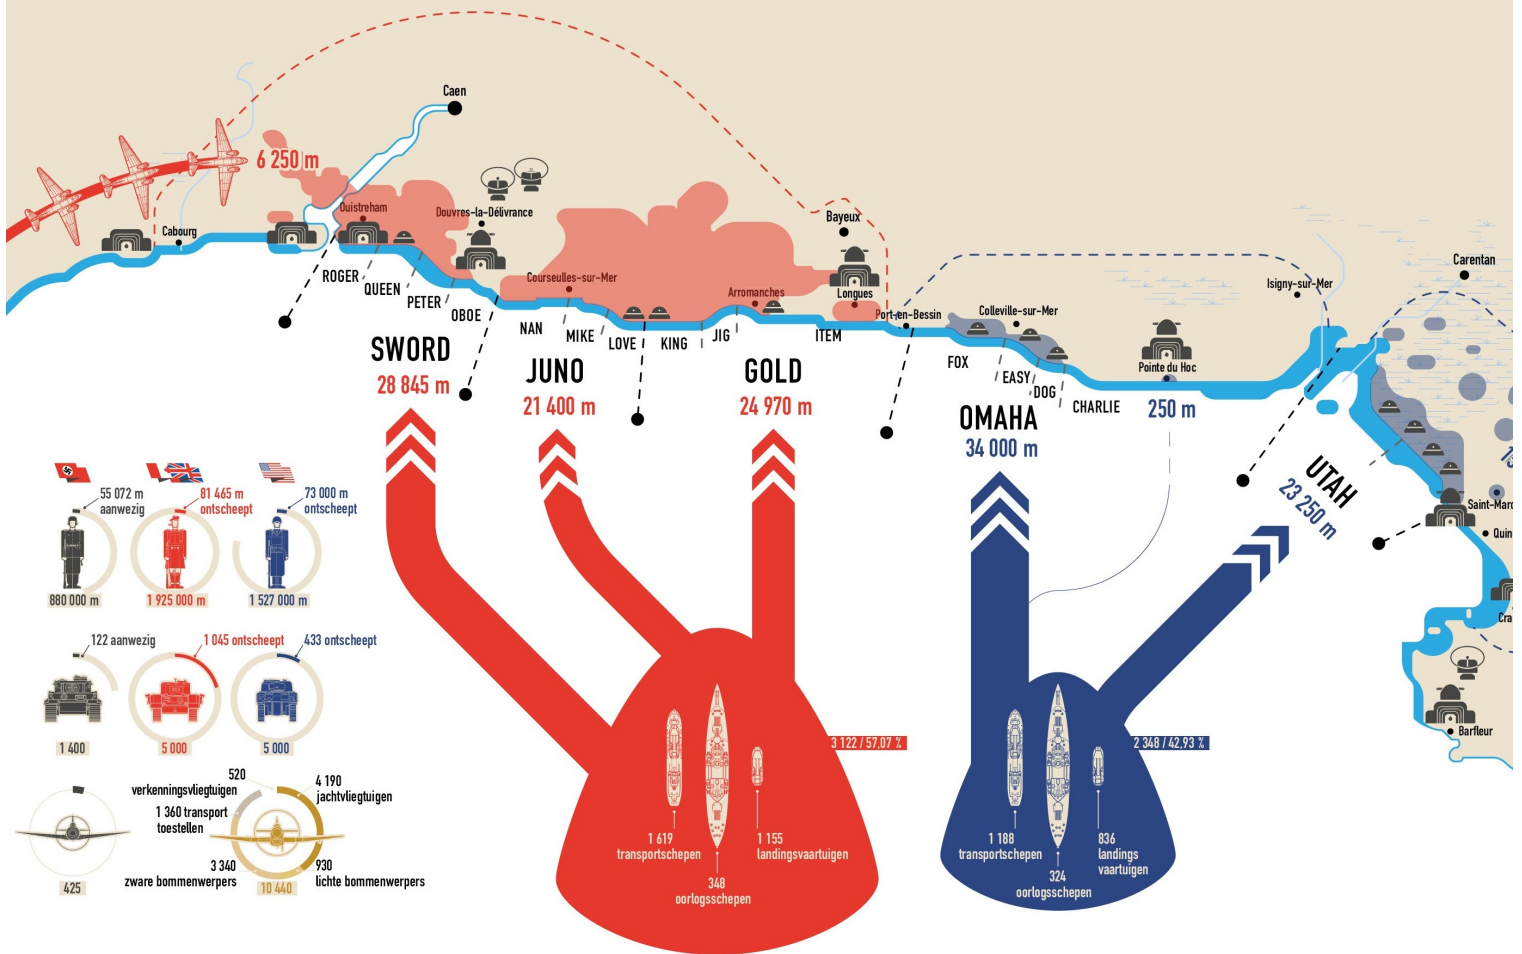 Caen
6 250 m
Ouistreham
Douvres-la-Délivrance
Cabourg
Bayeux
Carentan
Courseulles-sur-Mer
Arromanches
Longues
Port-en-Bessin
Colleville-sur-Mer
Isigny-sur-Mer
Pointe du Hoc
ROGER
QUEEN
PETER
OBOE
NAN
MIKE
LOVE
KING
JIG
ITEM
FOX
EASY
DOG
CHARLIE
SWORD
28 845 m
JUNO
21 400 m
GOLD
24 970 m
OMAHA
34 000 m
250 m
UTAH
23 250 m
Barfleur
55 072 m
aanwezig
81 465 m
ontscheept
73 000 m
ontscheept
880 000 m
1 925 000 m
1 527 000 m
122 aanwezig
1 045 ontscheept
433 ontscheept
1 400
5 000
5 000
520
verkenningsvliegtuigen
4 190
jachtvliegtuigen
1 360 transport
toestellen
3 340
zware bommenwerpers
930
lichte bommenwerpers
425
10 440
3 122 / 57,07 %
1 619
transportschepen
1 155
landingsvaartuigen
348
oorlogsschepen
2 348 / 42,93 %
1 188
transportschepen
836
landings
vaartuigen
324
oorlogsschepen